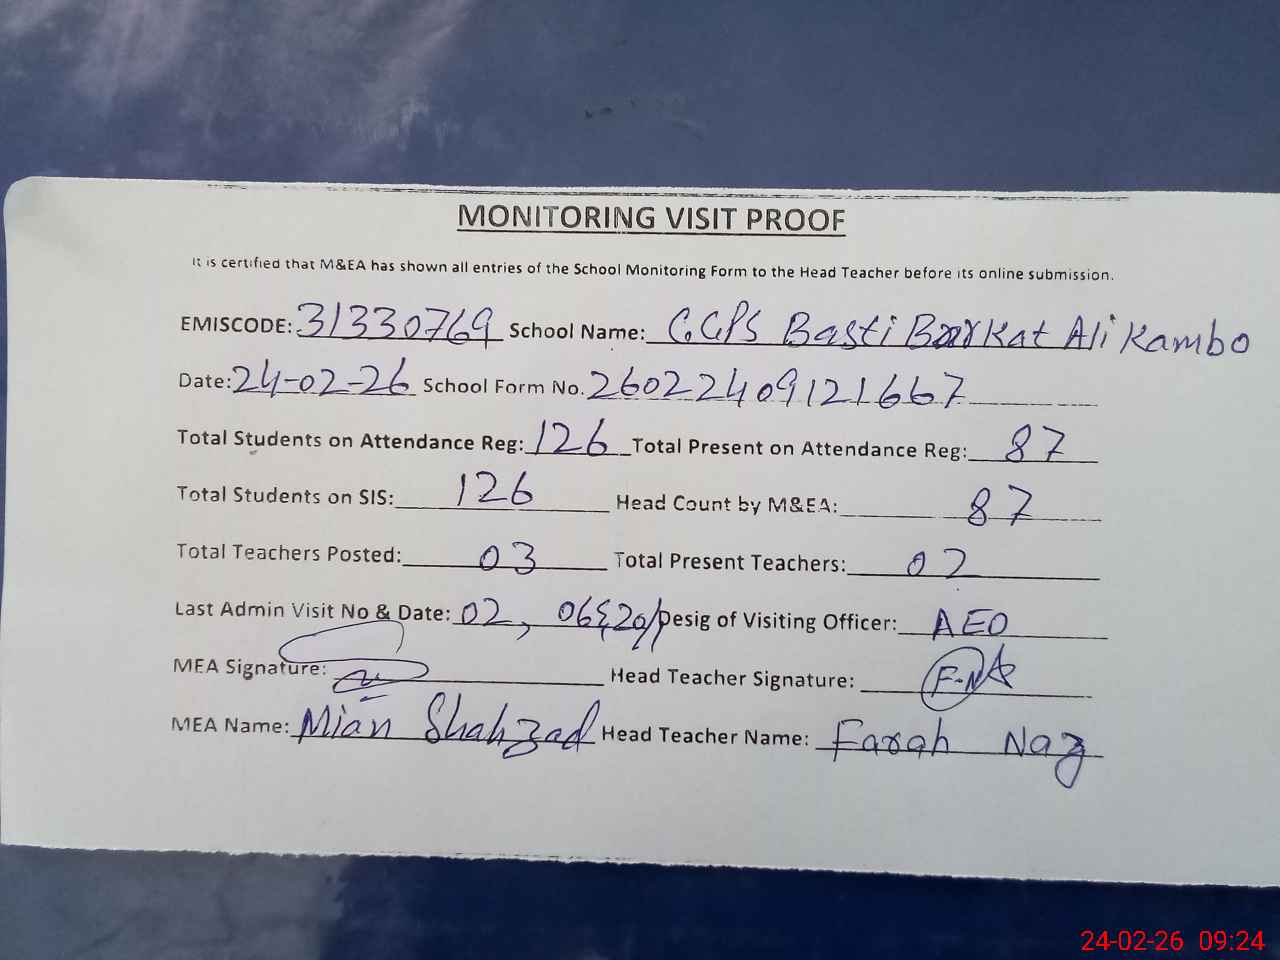 MONITORING VISIT PROOF
It is certified that M&EA has shown all entries of the School Monitoring Form to the Head Teacher before its online submission.
EMISCODE: 31330769 School Name: G.GPS Basti Barkat Ali Kambo
Date: 24-02-26 School Form No. 26022409121667
Total Students on Attendance Reg: 126 Total Present on Attendance Reg: 87
Total Students on SIS: 126 Head Count by M&EA: 87
Total Teachers Posted: 03 Total Present Teachers: 02
Last Admin Visit No & Date: 02, Desig of Visiting Officer: AEO
MEA Signature: Head Teacher Signature: F-NA
MEA Name: Mian Shahzad Head Teacher Name: Farah Naz
24-02-26 09:24